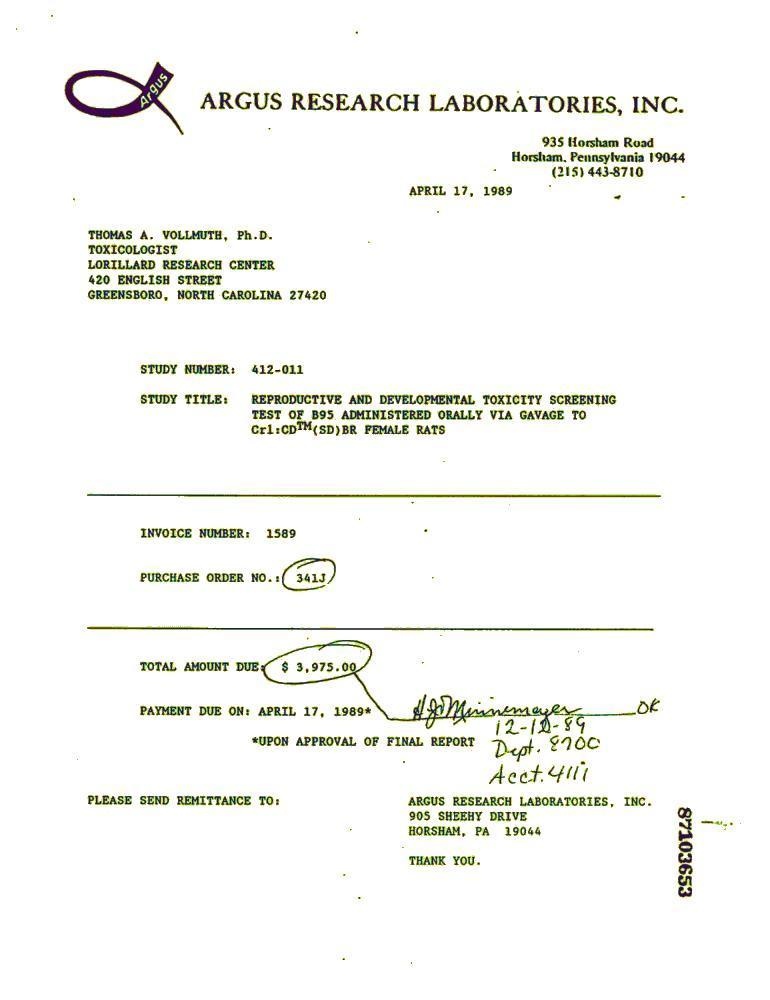 Argus
ARGUS RESEARCH LABORATORIES, INC.
935 Horsham Road
Horsham, Pennsylvania 19044
(215) 443-8710
APRIL 17, 1989
THOMAS A. VOLLMUTH, Ph.D.
TOXICOLOGIST
LORILLARD RESEARCH CENTER
420 ENGLISH STREET
GREENSBORO, NORTH CAROLINA 27420
STUDY NUMBER: 412-011
STUDY TITLE: REPRODUCTIVE AND DEVELOPMENTAL TOXICITY SCREENING
TEST OF B95 ADMINISTERED ORALLY VIA GAVAGE TO
Crl:CD™(SD)BR FEMALE RATS
INVOICE NUMBER: 1589
PURCHASE ORDER NO.: 341J
TOTAL AMOUNT DUE: $ 3,975.00
PAYMENT DUE ON: APRIL 17, 1989* HJ Minnemeyer OK
12-12-89
*UPON APPROVAL OF FINAL REPORT Dept. 8700
Acct. 4111
PLEASE SEND REMITTANCE TO: ARGUS RESEARCH LABORATORIES, INC.
905 SHEEHY DRIVE
HORSHAM, PA 19044
THANK YOU.
87103653